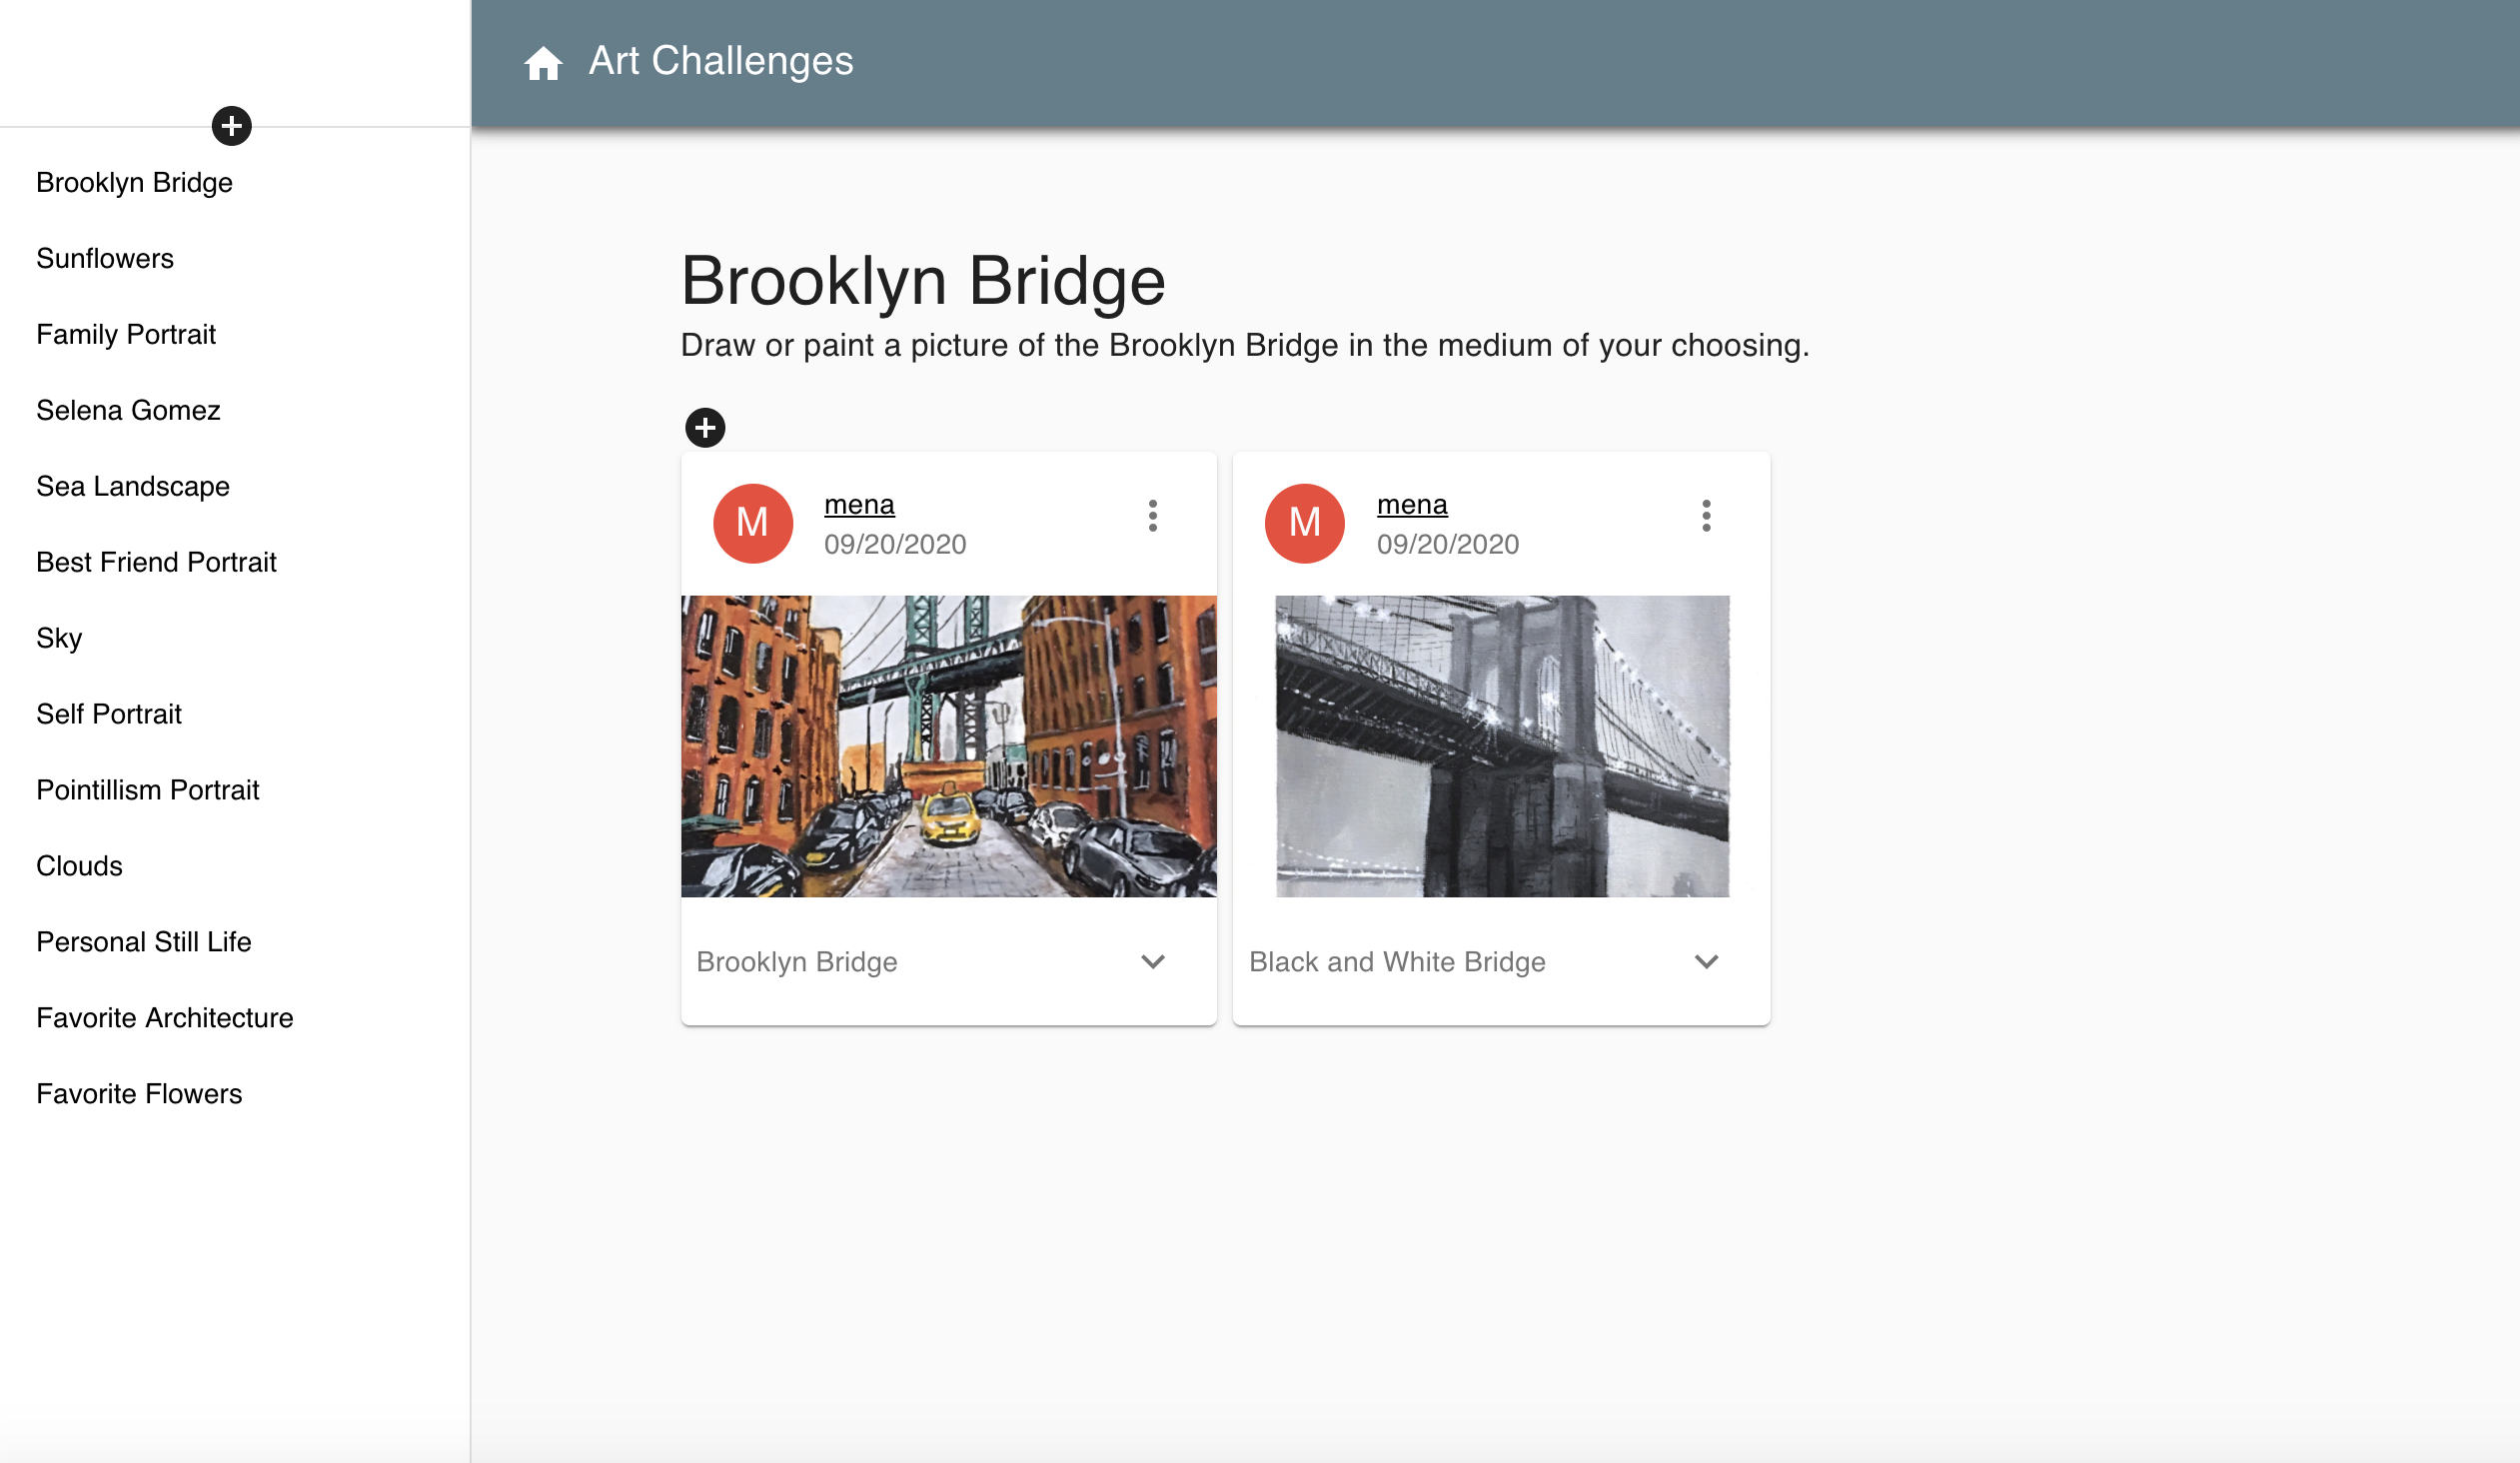 Art Challenges
Brooklyn Bridge
Sunflowers
Family Portrait
Selena Gomez
Sea Landscape
Best Friend Portrait
Sky
Self Portrait
Pointillism Portrait
Clouds
Personal Still Life
Favorite Architecture
Favorite Flowers
Brooklyn Bridge
Draw or paint a picture of the Brooklyn Bridge in the medium of your choosing.
M
mena
09/20/2020
Brooklyn Bridge
M
mena
09/20/2020
Black and White Bridge